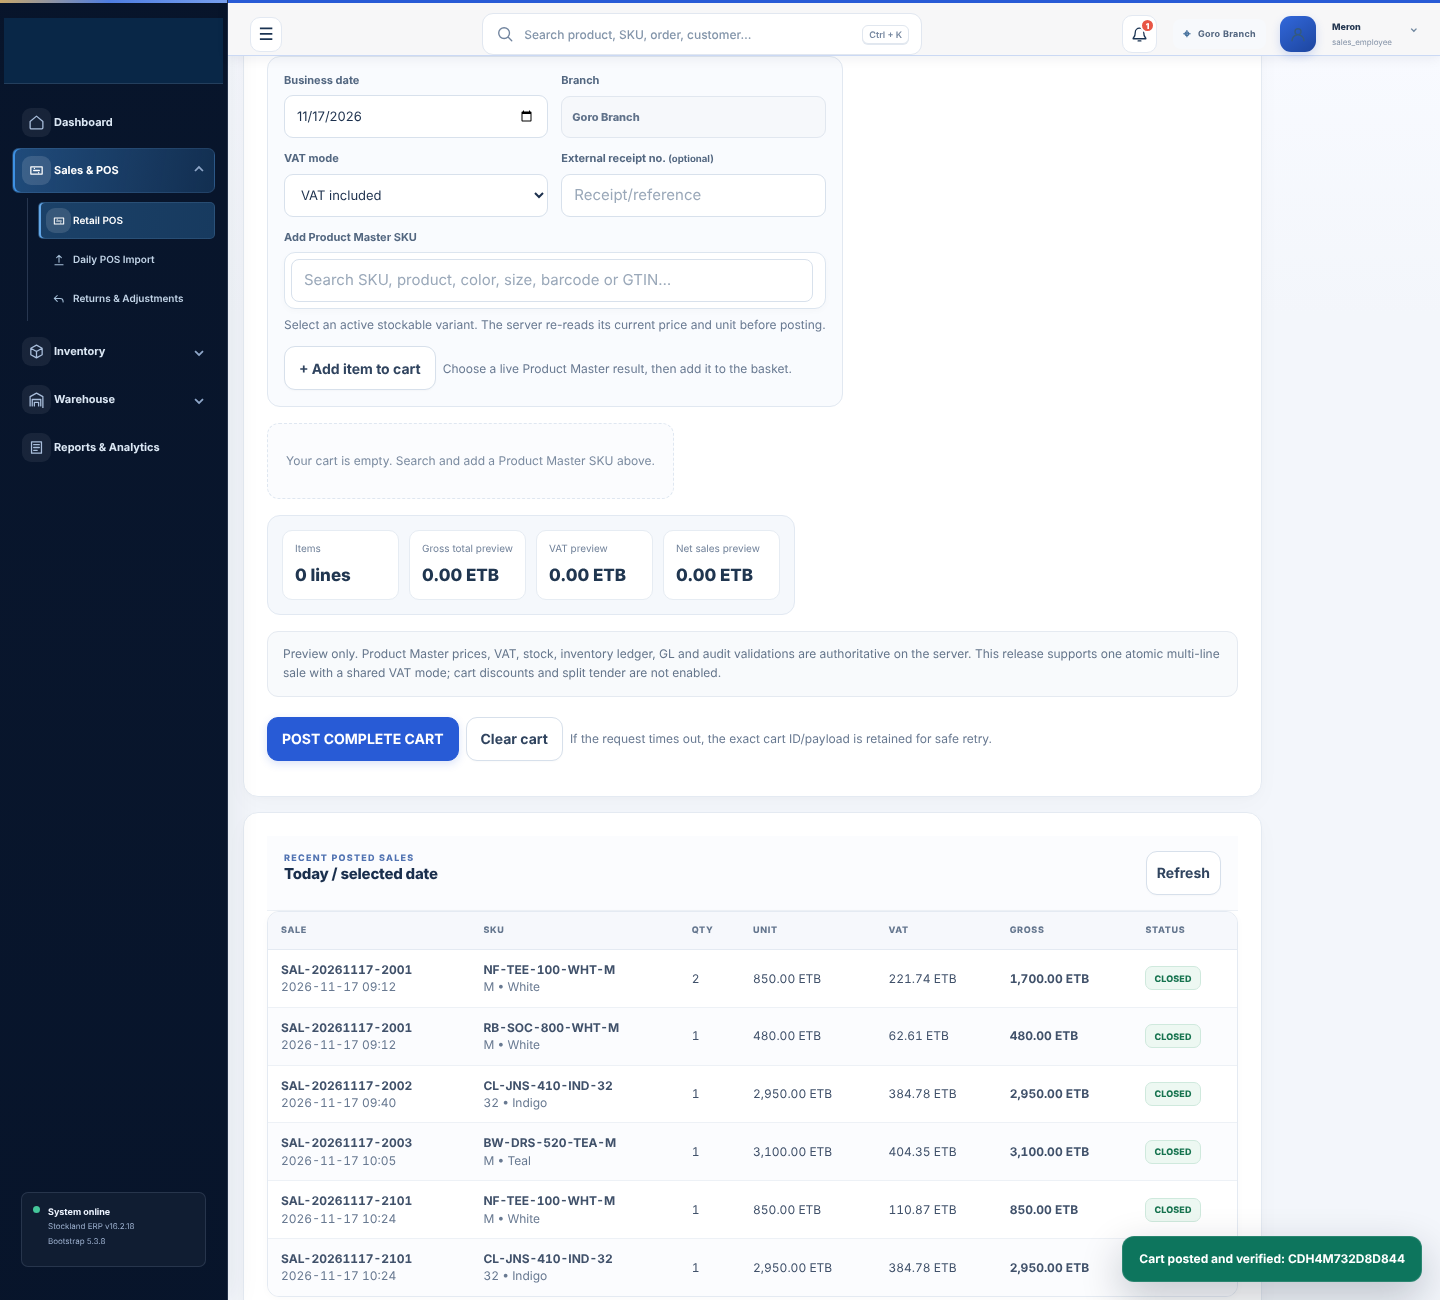 Search product, SKU, order, customer...
Ctrl + K
1
Goro Branch
Meron
sales_employee
Dashboard
Sales & POS
Retail POS
Daily POS Import
Returns & Adjustments
Inventory
Warehouse
Reports & Analytics
System online
Stockland ERP v16.2.18
Bootstrap 5.3.8
Business date
Branch
11/17/2026
Goro Branch
VAT mode
External receipt no. (optional)
VAT included
Receipt/reference
Add Product Master SKU
Search SKU, product, color, size, barcode or GTIN...
Select an active stockable variant. The server re-reads its current price and unit before posting.
+ Add item to cart
Choose a live Product Master result, then add it to the basket.
Your cart is empty. Search and add a Product Master SKU above.
Items
Gross total preview
VAT preview
Net sales preview
0 lines
0.00 ETB
0.00 ETB
0.00 ETB
Preview only. Product Master prices, VAT, stock, inventory ledger, GL and audit validations are authoritative on the server. This release supports one atomic multi-line
sale with a shared VAT mode; cart discounts and split tender are not enabled.
POST COMPLETE CART
Clear cart
If the request times out, the exact cart ID/payload is retained for safe retry.
RECENT POSTED SALES
Today / selected date
Refresh
SALE SKU QTY UNIT VAT GROSS STATUS
SAL-20261117-2001 NF-TEE-100-WHT-M 2 850.00 ETB 221.74 ETB 1,700.00 ETB CLOSED
2026-11-17 09:12 M • White
SAL-20261117-2001 RB-SOC-800-WHT-M 1 480.00 ETB 62.61 ETB 480.00 ETB CLOSED
2026-11-17 09:12 M • White
SAL-20261117-2002 CL-JNS-410-IND-32 1 2,950.00 ETB 384.78 ETB 2,950.00 ETB CLOSED
2026-11-17 09:40 32 • Indigo
SAL-20261117-2003 BW-DRS-520-TEA-M 1 3,100.00 ETB 404.35 ETB 3,100.00 ETB CLOSED
2026-11-17 10:05 M • Teal
SAL-20261117-2101 NF-TEE-100-WHT-M 1 850.00 ETB 110.87 ETB 850.00 ETB CLOSED
2026-11-17 10:24 M • White
SAL-20261117-2101 CL-JNS-410-IND-32 1 2,950.00 ETB 384.78 ETB 2,950.00 ETB
2026-11-17 10:24 32 • Indigo
Cart posted and verified: CDH4M732D8D844